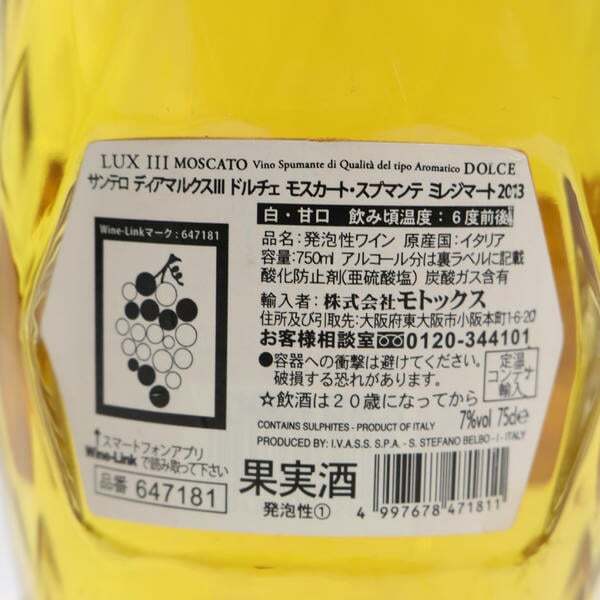 LUX III MOSCATO Vino Spumante di Qualità del tipo Aromatico DOLCE
サンテロ ディアマルクスIII ドルチェ モスカート・スプマンテ ミレジマート2013
白・甘口 飲み頃温度：6度前後
Wine-Linkマーク：647181
品名：発泡性ワイン 原産国：イタリア
容量：750ml アルコール分は裏ラベルに記載
酸化防止剤(亜硫酸塩) 炭酸ガス含有
輸入者：株式会社モトックス
住所及び引取先：大阪府東大阪市小阪本町1-6-20
お客様相談室 0120-344101
●容器への衝撃は避けてください。
破損する恐れがあります。
定温
コンテナ
輸入
☆飲酒は20歳になってから
7%vol 75cl e
CONTAINS SULPHITES - PRODUCT OF ITALY - PRODOTTO IN ITALY
PRODUCED BY: I.V.A.S.S. S.P.A. - S. STEFANO BELBO - I - ITALY
↑スマートフォンアプリ
Wine-Link で読み取って下さい
品番 647181
果実酒
発泡性①
4 997678 471811